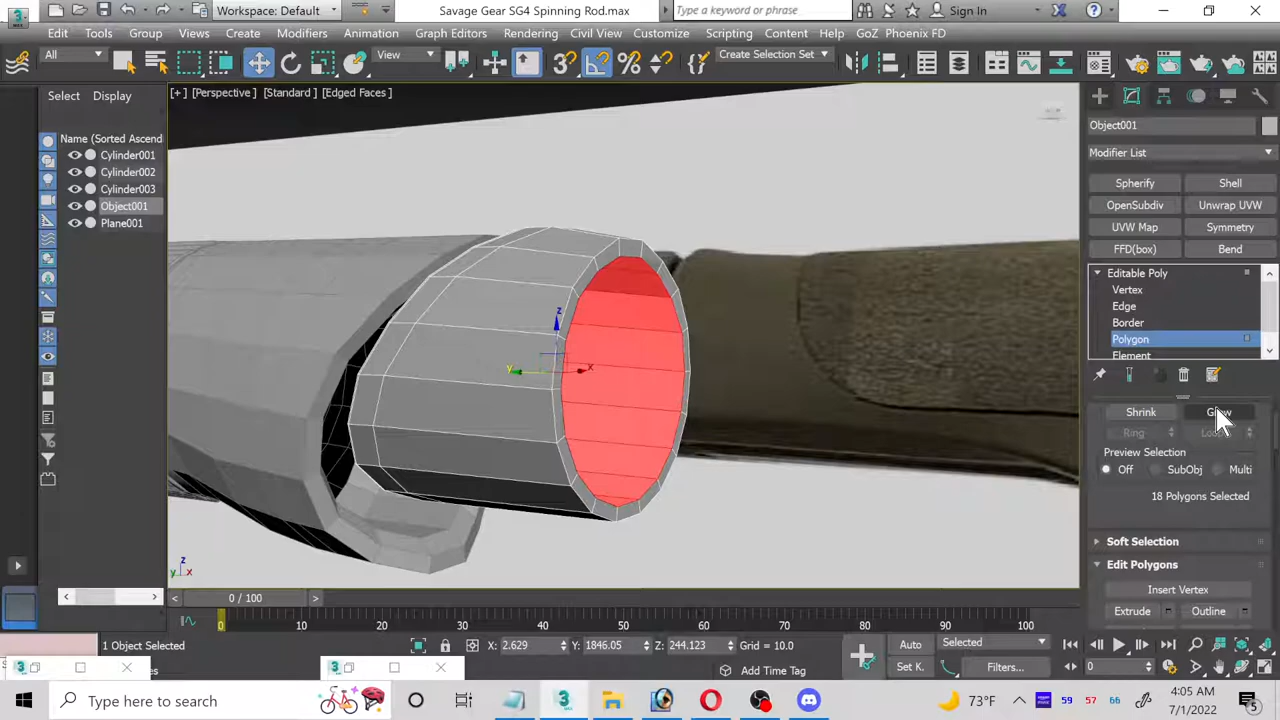 Workspace: Default
Savage Gear SG4 Spinning Rod.max
Type a keyword or phrase
Sign In
Edit Tools Group Views Create Modifiers Animation Graph Editors Rendering Civil View Customize Scripting Content Help GoZ Phoenix FD
All
View
Create Selection Set
Select Display
[+] [Perspective] [Standard] [Edged Faces]
Name (Sorted Ascend
Cylinder001
Cylinder002
Cylinder003
Object001
Plane001
Object001
Modifier List
Spherify Shell
OpenSubdiv Unwrap UVW
UVW Map Symmetry
FFD(box) Bend
Editable Poly
Vertex
Edge
Border
Polygon
Element
Shrink Grow
Ring
Preview Selection
Off SubObj Multi
18 Polygons Selected
Soft Selection
Edit Polygons
Insert Vertex
Extrude Outline
z
y
x
z
y x
0 / 100
0 10 20 30 40 50 60 70 80 90 100
1 Object Selected
X: 2.629 Y: 1846.05 Z: 244.123 Grid = 10.0
Auto Selected
Add Time Tag
Set K. Filters...
0
Type here to search
73°F
59 57 66
4:05 AM
7/1/2022
5